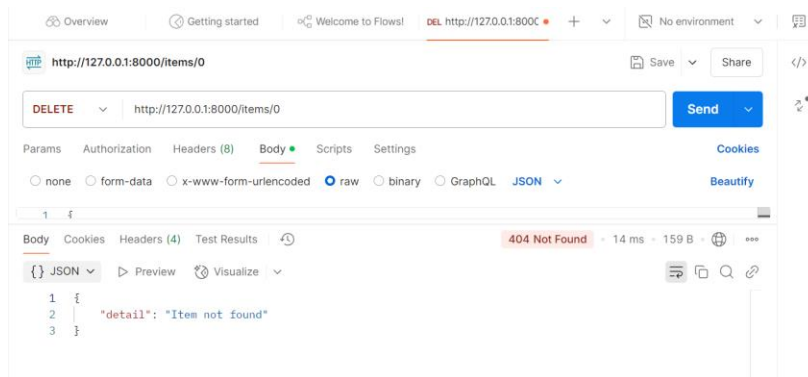 Overview Getting started Welcome to Flows! DEL http://127.0.0.1:8000 No environment
HTTP http://127.0.0.1:8000/items/0 Save Share
DELETE http://127.0.0.1:8000/items/0 Send
Params Authorization Headers (8) Body Scripts Settings Cookies
none form-data x-www-form-urlencoded raw binary GraphQL JSON Beautify
1 {
Body Cookies Headers (4) Test Results 404 Not Found 14 ms 159 B
{} JSON Preview Visualize
1 {
2 "detail": "Item not found"
3 }